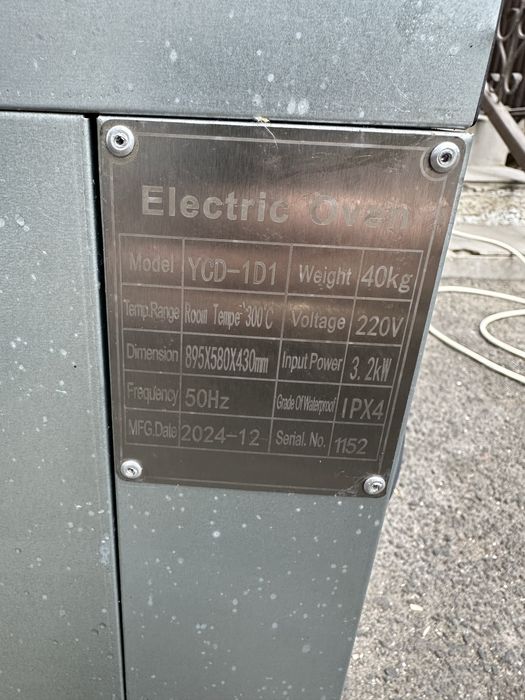 Electric Oven
Model YCD-1D1 Weight 40kg
Temp.Range Room Tempe~300℃ Voltage 220V
Dimension 895X580X430mm Input Power 3.2kW
Frequency 50Hz Grade Of Waterproof IPX4
MFG.Date 2024-12 Serial. No. 1152